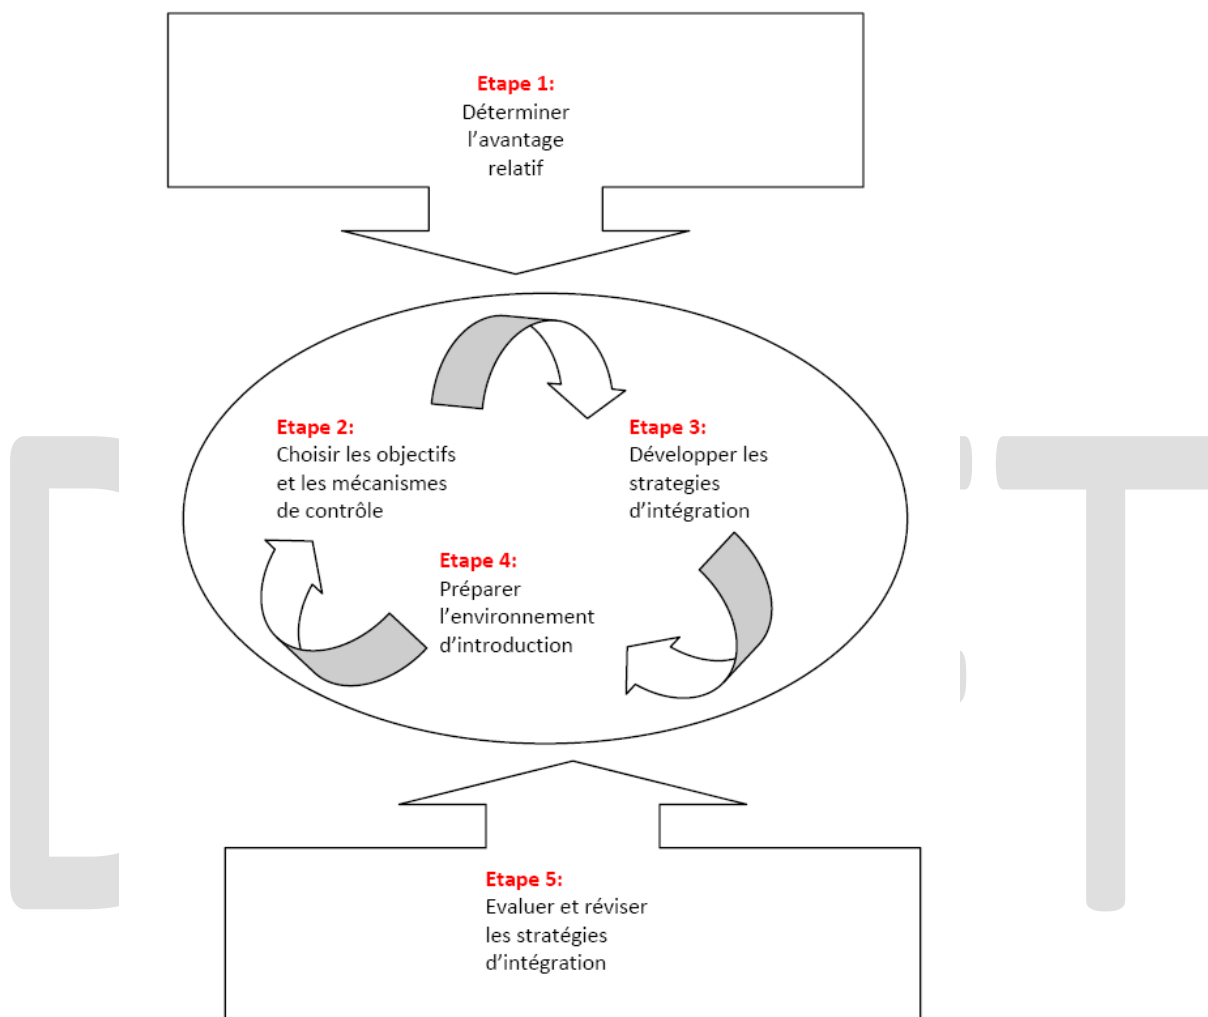 Etape 1:
Déterminer
l'avantage
relatif
Etape 2:
Choisir les objectifs
et les mécanismes
de contrôle
Etape 3:
Développer les
strategies
d'intégration
Etape 4:
Préparer
l'environnement
d'introduction
Etape 5:
Evaluer et réviser
les stratégies
d'intégration